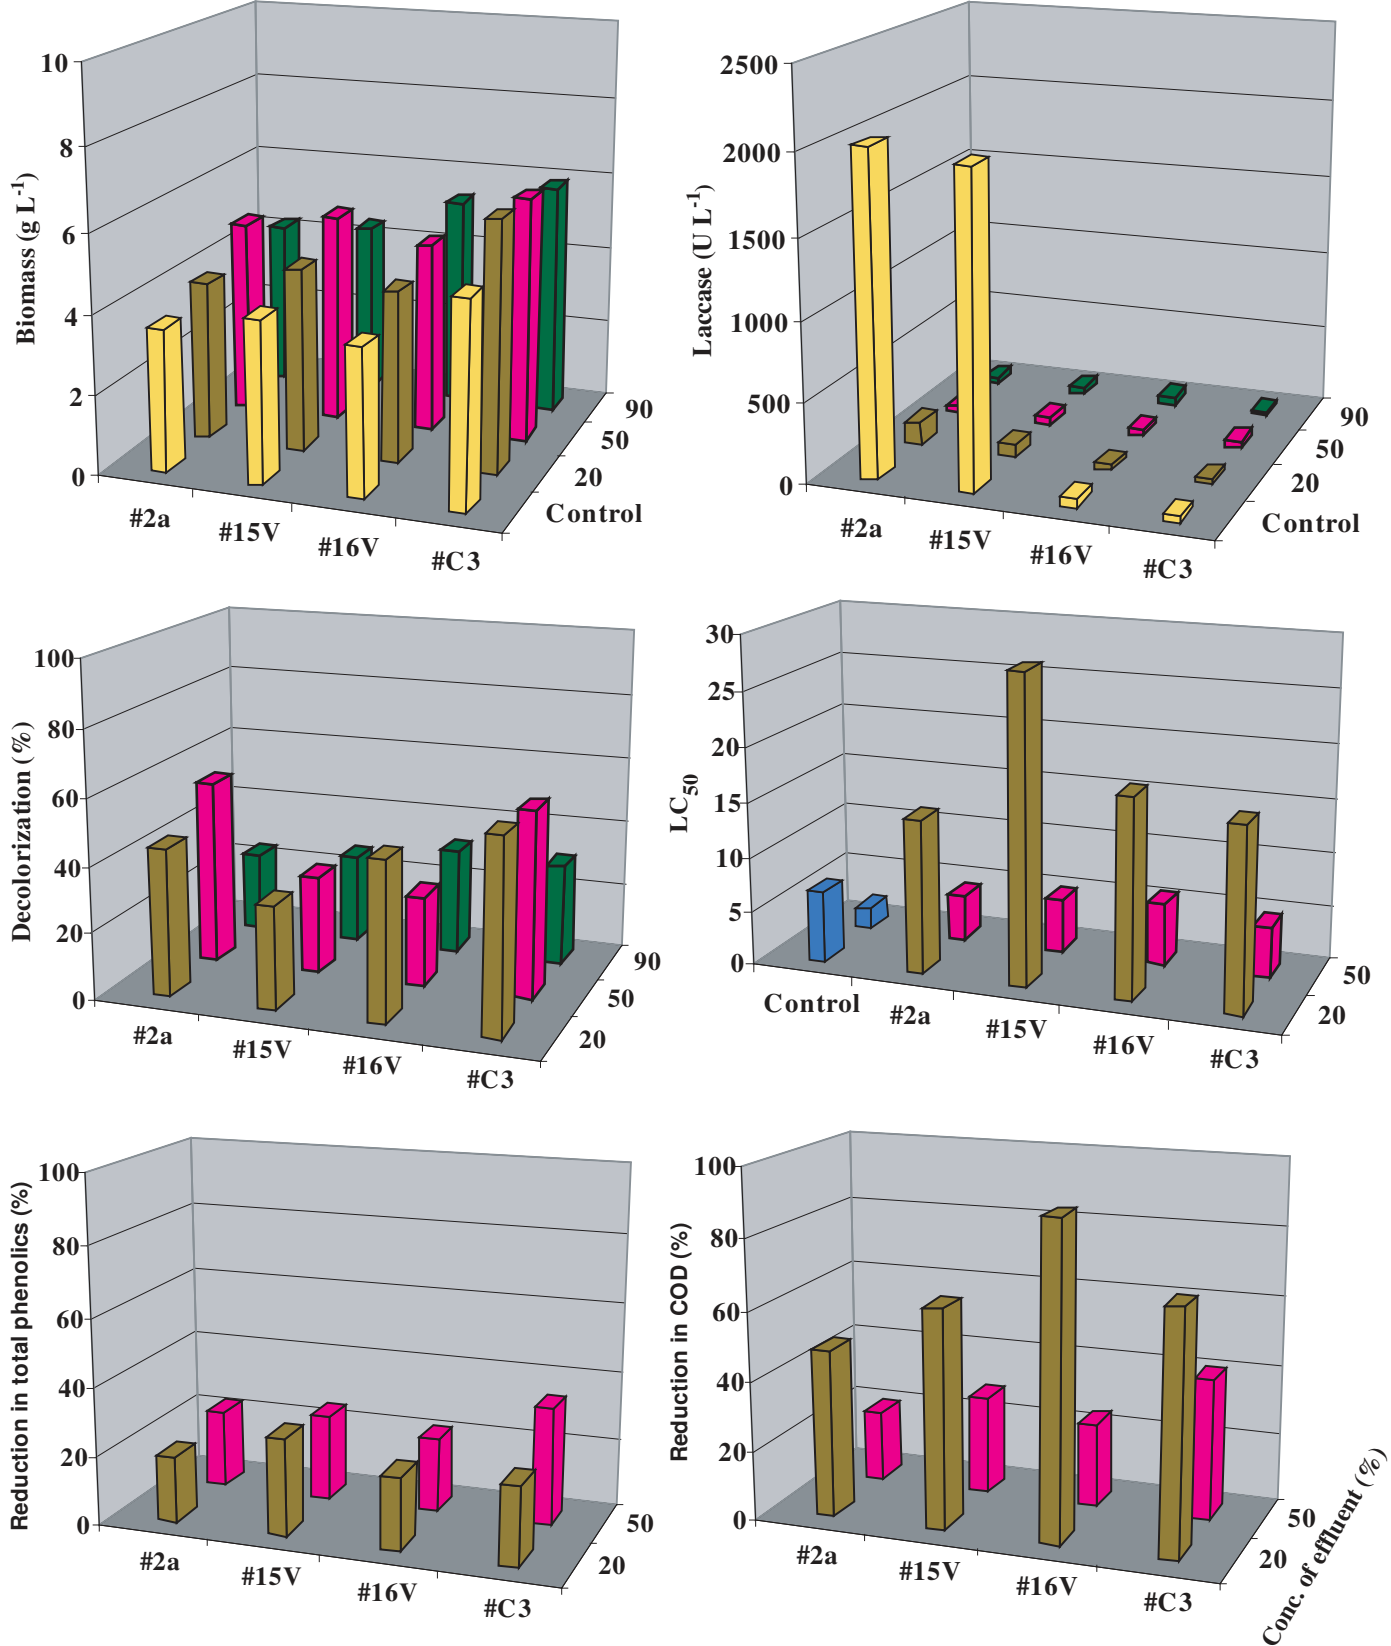 Biomass (g L-1)
10
8
6
4
2
0
#2a
#15V
#16V
#C3
Control
20
50
90
Laccase (U L-1)
2500
2000
1500
1000
500
0
#2a
#15V
#16V
#C3
Control
20
50
90
Decolorization (%)
100
80
60
40
20
0
#2a
#15V
#16V
#C3
20
50
90
LC50
30
25
20
15
10
5
0
Control
#2a
#15V
#16V
#C3
20
50
Reduction in total phenolics (%)
100
80
60
40
20
0
#2a
#15V
#16V
#C3
20
50
Reduction in COD (%)
100
80
60
40
20
0
#2a
#15V
#16V
#C3
20
50
Conc. of effluent (%)